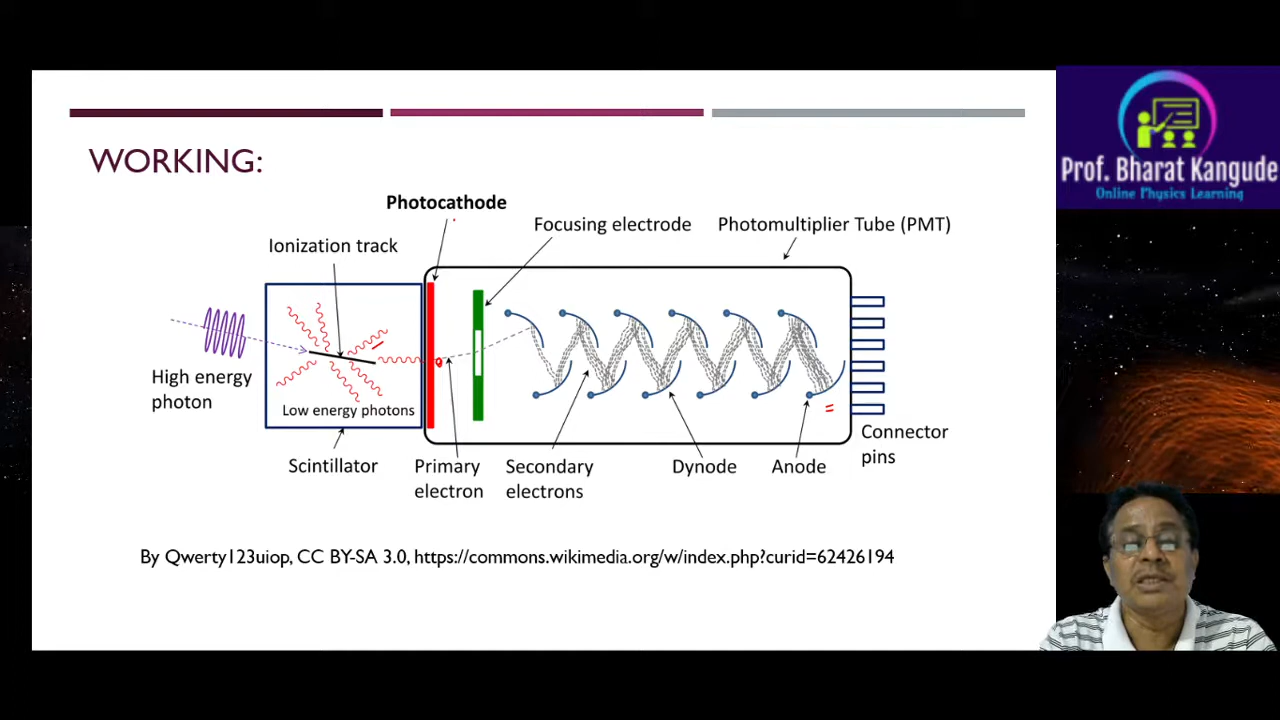 WORKING:
Photocathode
Focusing electrode
Photomultiplier Tube (PMT)
Ionization track
High energy
photon
Low energy photons
Scintillator
Primary
electron
Secondary
electrons
Dynode
Anode
Connector
pins
By Qwerty123uiop, CC BY-SA 3.0, https://commons.wikimedia.org/w/index.php?curid=62426194
Prof. Bharat Kangude
Online Physics Learning